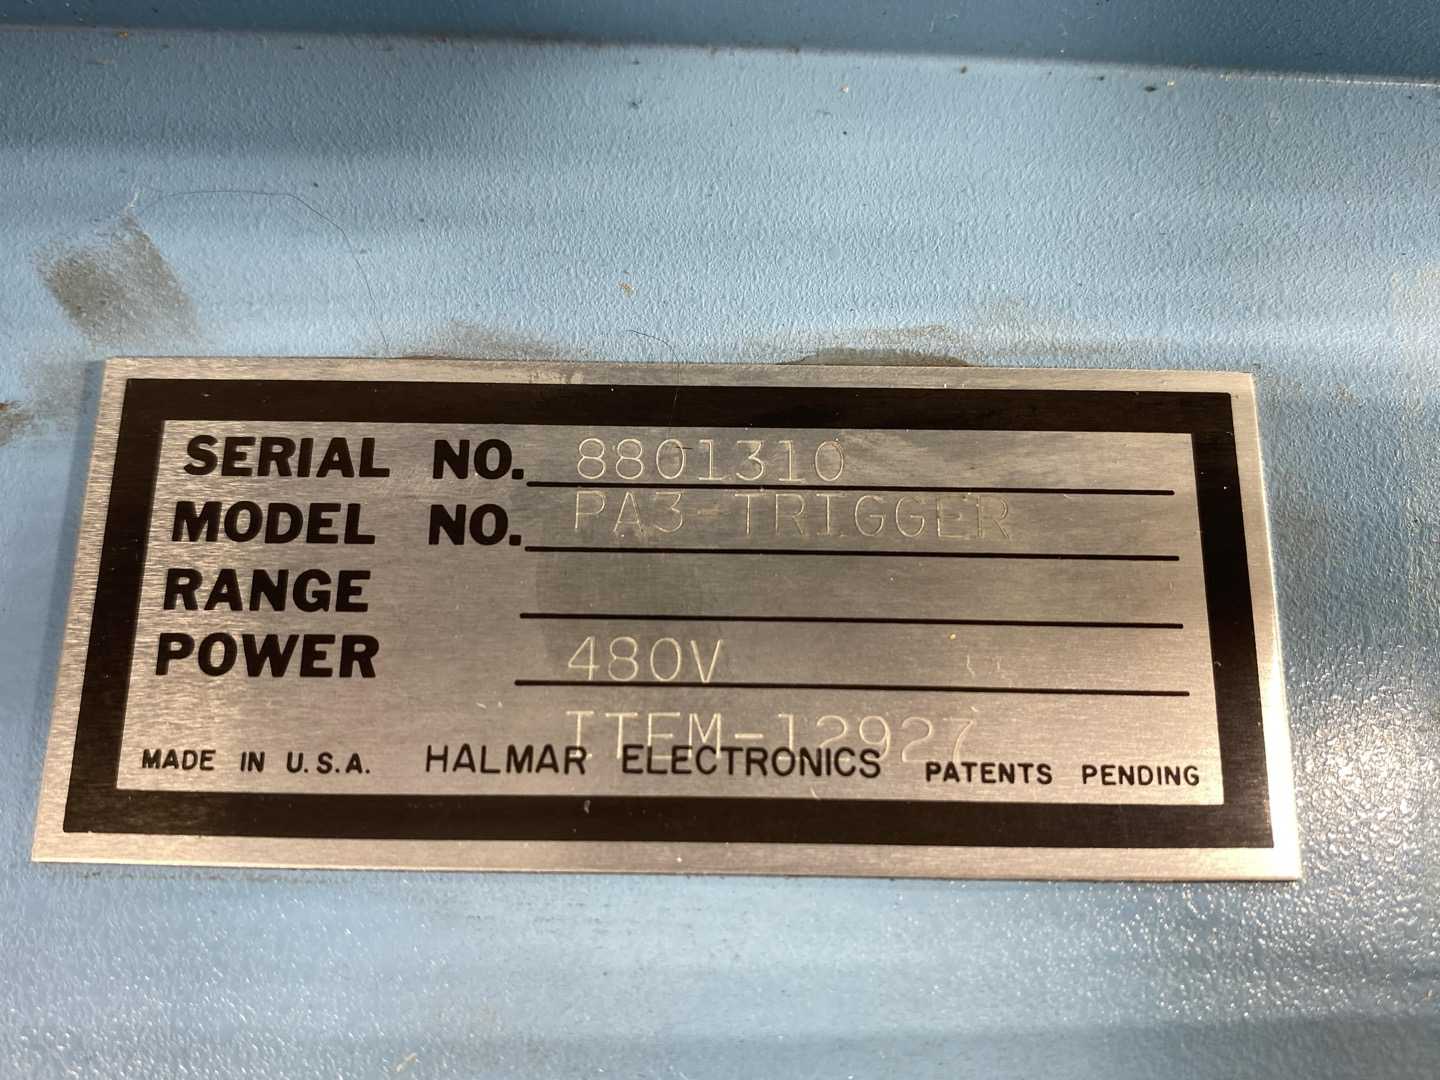 SERIAL NO. 8801310
MODEL NO. PA3-TRIGGER
RANGE
POWER 480V
ITEM-12927
MADE IN U.S.A. HALMAR ELECTRONICS PATENTS PENDING